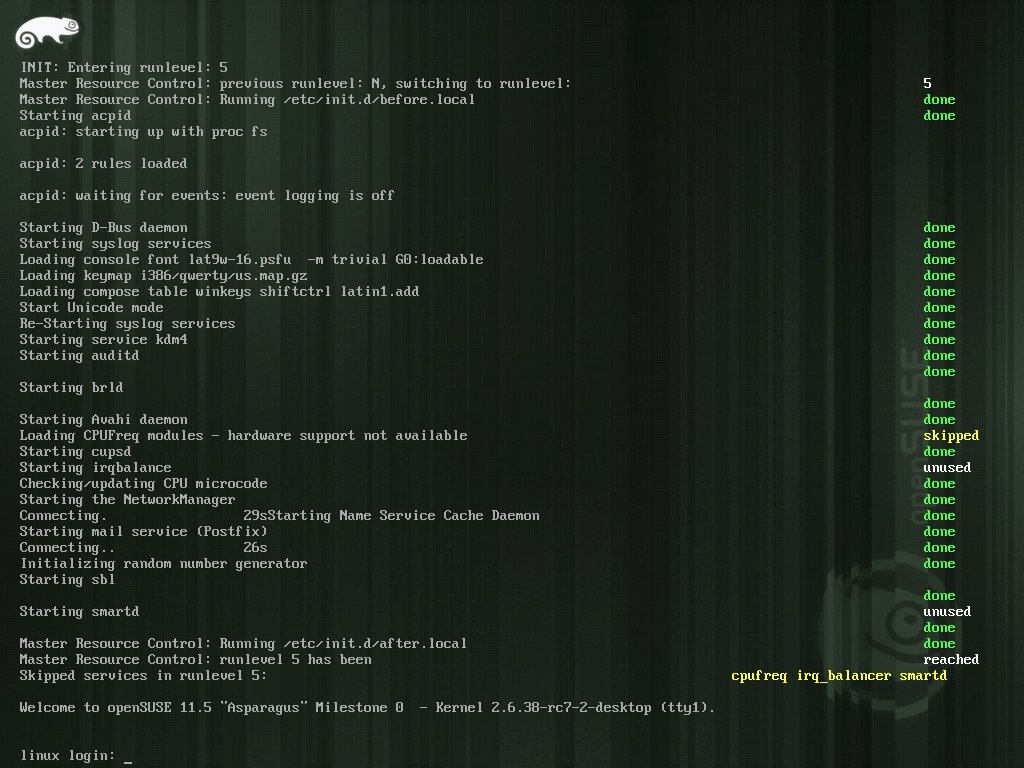 INIT: Entering runlevel: 5
Master Resource Control: previous runlevel: N, switching to runlevel: 5
Master Resource Control: Running /etc/init.d/before.local done
Starting acpid done
acpid: starting up with proc fs
acpid: 2 rules loaded
acpid: waiting for events: event logging is off
Starting D-Bus daemon done
Starting syslog services done
Loading console font lat9w-16.psfu  -m trivial G0:loadable done
Loading keymap i386/qwerty/us.map.gz done
Loading compose table winkeys shiftctrl latin1.add done
Start Unicode mode done
Re-Starting syslog services done
Starting service kdm4 done
Starting auditd done
done
Starting brld
done
Starting Avahi daemon done
Loading CPUFreq modules - hardware support not available skipped
Starting cupsd done
Starting irqbalance unused
Checking/updating CPU microcode done
Starting the NetworkManager done
Connecting. 29sStarting Name Service Cache Daemon done
Starting mail service (Postfix) done
Connecting.. 26s done
Initializing random number generator done
Starting sbl
done
Starting smartd unused
done
Master Resource Control: Running /etc/init.d/after.local done
Master Resource Control: runlevel 5 has been reached
Skipped services in runlevel 5: cpufreq irq_balancer smartd
Welcome to openSUSE 11.5 "Asparagus" Milestone 0  - Kernel 2.6.38-rc7-2-desktop (tty1).
linux login: _
openSUSE